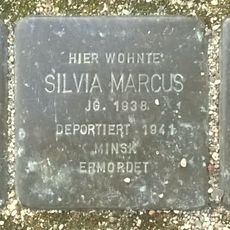 HIER WOHNTE
SILVIA MARCUS
JG. 1938
DEPORTIERT 1941
MINSK
ERMORDET